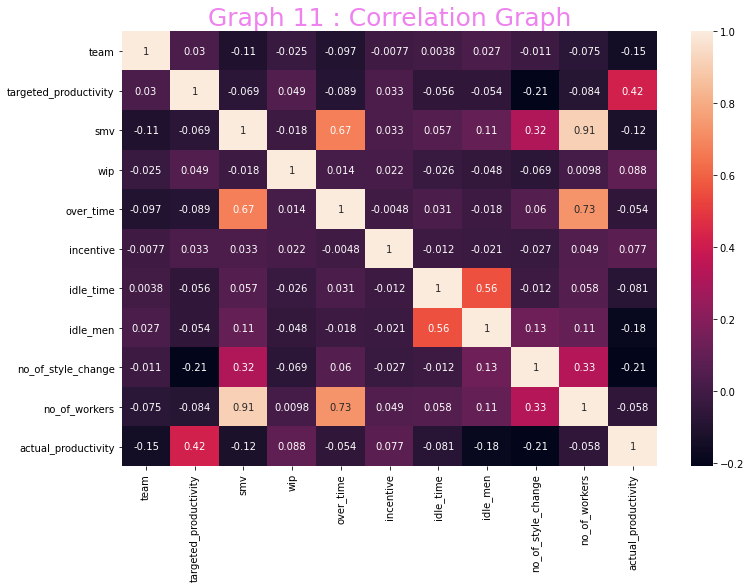 Graph 11 : Correlation Graph
team 1 0.03 -0.11 -0.025 -0.097 -0.0077 0.0038 0.027 -0.011 -0.075 -0.15
targeted_productivity 0.03 1 -0.069 0.049 -0.089 0.033 -0.056 -0.054 -0.21 -0.084 0.42
smv -0.11 -0.069 1 -0.018 0.67 0.033 0.057 0.11 0.32 0.91 -0.12
wip -0.025 0.049 -0.018 1 0.014 0.022 -0.026 -0.048 -0.069 0.0098 0.088
over_time -0.097 -0.089 0.67 0.014 1 -0.0048 0.031 -0.018 0.06 0.73 -0.054
incentive -0.0077 0.033 0.033 0.022 -0.0048 1 -0.012 -0.021 -0.027 0.049 0.077
idle_time 0.0038 -0.056 0.057 -0.026 0.031 -0.012 1 0.56 -0.012 0.058 -0.081
idle_men 0.027 -0.054 0.11 -0.048 -0.018 -0.021 0.56 1 0.13 0.11 -0.18
no_of_style_change -0.011 -0.21 0.32 -0.069 0.06 -0.027 -0.012 0.13 1 0.33 -0.21
no_of_workers -0.075 -0.084 0.91 0.0098 0.73 0.049 0.058 0.11 0.33 1 -0.058
actual_productivity -0.15 0.42 -0.12 0.088 -0.054 0.077 -0.081 -0.18 -0.21 -0.058 1
team
targeted_productivity
smv
wip
over_time
incentive
idle_time
idle_men
no_of_style_change
no_of_workers
actual_productivity
1.0
0.8
0.6
0.4
0.2
0.0
-0.2